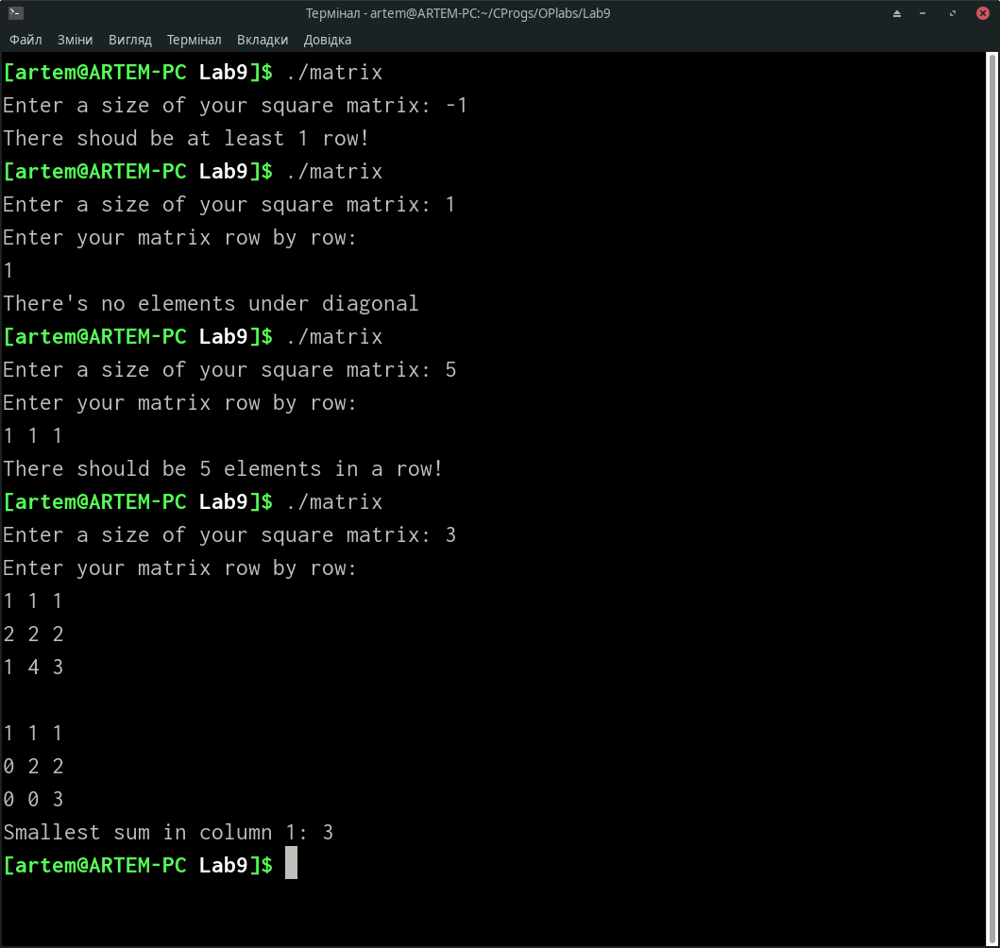 Термінал - artem@ARTEM-PC:~/CProgs/OPlabs/Lab9
Файл Зміни Вигляд Термінал Вкладки Довідка
[artem@ARTEM-PC Lab9]$ ./matrix
Enter a size of your square matrix: -1
There shoud be at least 1 row!
[artem@ARTEM-PC Lab9]$ ./matrix
Enter a size of your square matrix: 1
Enter your matrix row by row:
1
There's no elements under diagonal
[artem@ARTEM-PC Lab9]$ ./matrix
Enter a size of your square matrix: 5
Enter your matrix row by row:
1 1 1
There should be 5 elements in a row!
[artem@ARTEM-PC Lab9]$ ./matrix
Enter a size of your square matrix: 3
Enter your matrix row by row:
1 1 1
2 2 2
1 4 3

1 1 1
0 2 2
0 0 3
Smallest sum in column 1: 3
[artem@ARTEM-PC Lab9]$